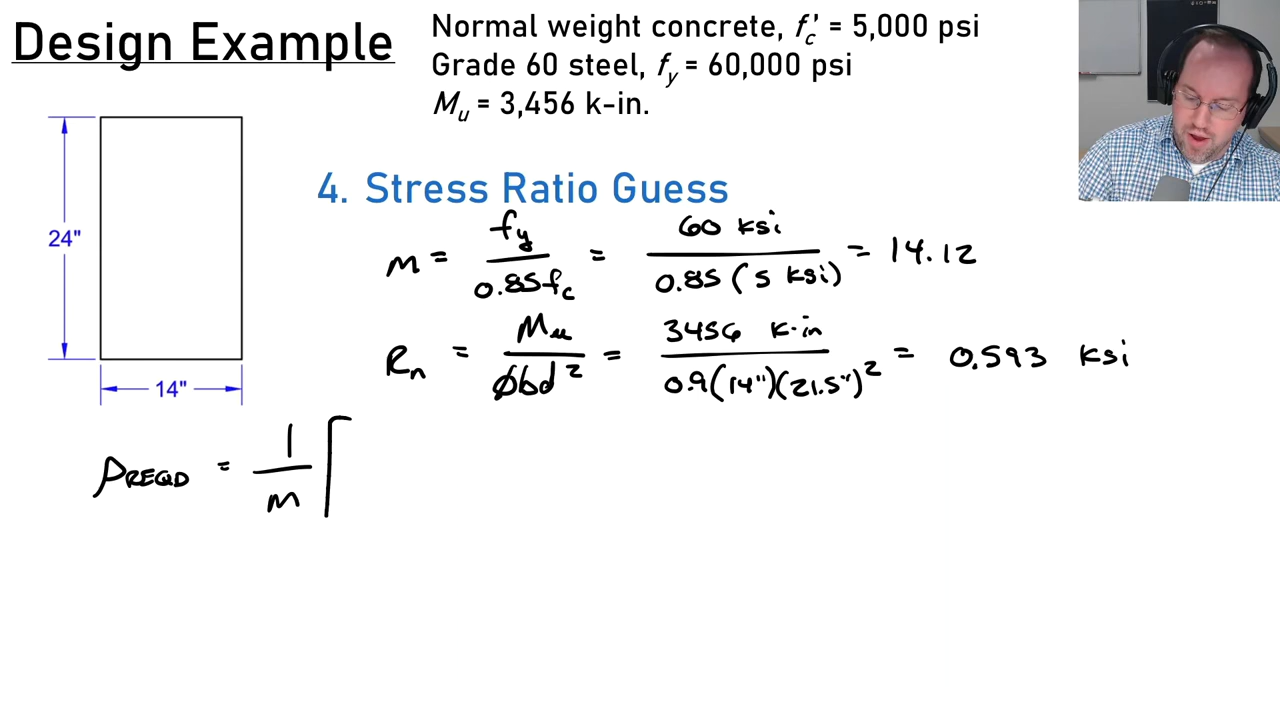 Design Example
Normal weight concrete, f'c = 5,000 psi
Grade 60 steel, fy = 60,000 psi
Mu = 3,456 k-in.
24"
14"
4. Stress Ratio Guess
m = fy / 0.85fc = 60 ksi / 0.85 (5 ksi) = 14.12
Rn = Mu / ϕbd² = 3456 k·in / 0.9(14")(21.5")² = 0.593 ksi
ρREQD = 1 / m [